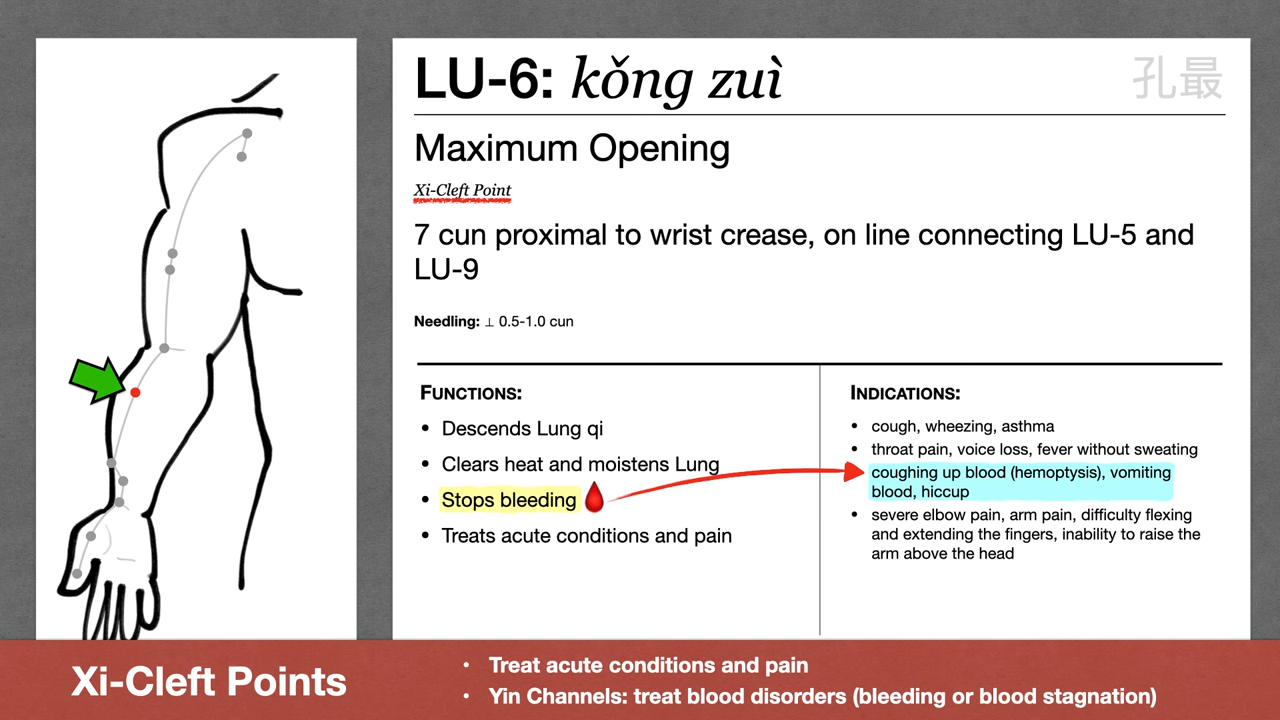 LU-6: kǒng zuì
孔最
Maximum Opening
Xi-Cleft Point
7 cun proximal to wrist crease, on line connecting LU-5 and
LU-9
Needling: ⊥ 0.5-1.0 cun
FUNCTIONS:
• Descends Lung qi
• Clears heat and moistens Lung
• Stops bleeding
• Treats acute conditions and pain
INDICATIONS:
• cough, wheezing, asthma
• throat pain, voice loss, fever without sweating
coughing up blood (hemoptysis), vomiting
blood, hiccup
• severe elbow pain, arm pain, difficulty flexing
and extending the fingers, inability to raise the
arm above the head
Xi-Cleft Points
• Treat acute conditions and pain
• Yin Channels: treat blood disorders (bleeding or blood stagnation)